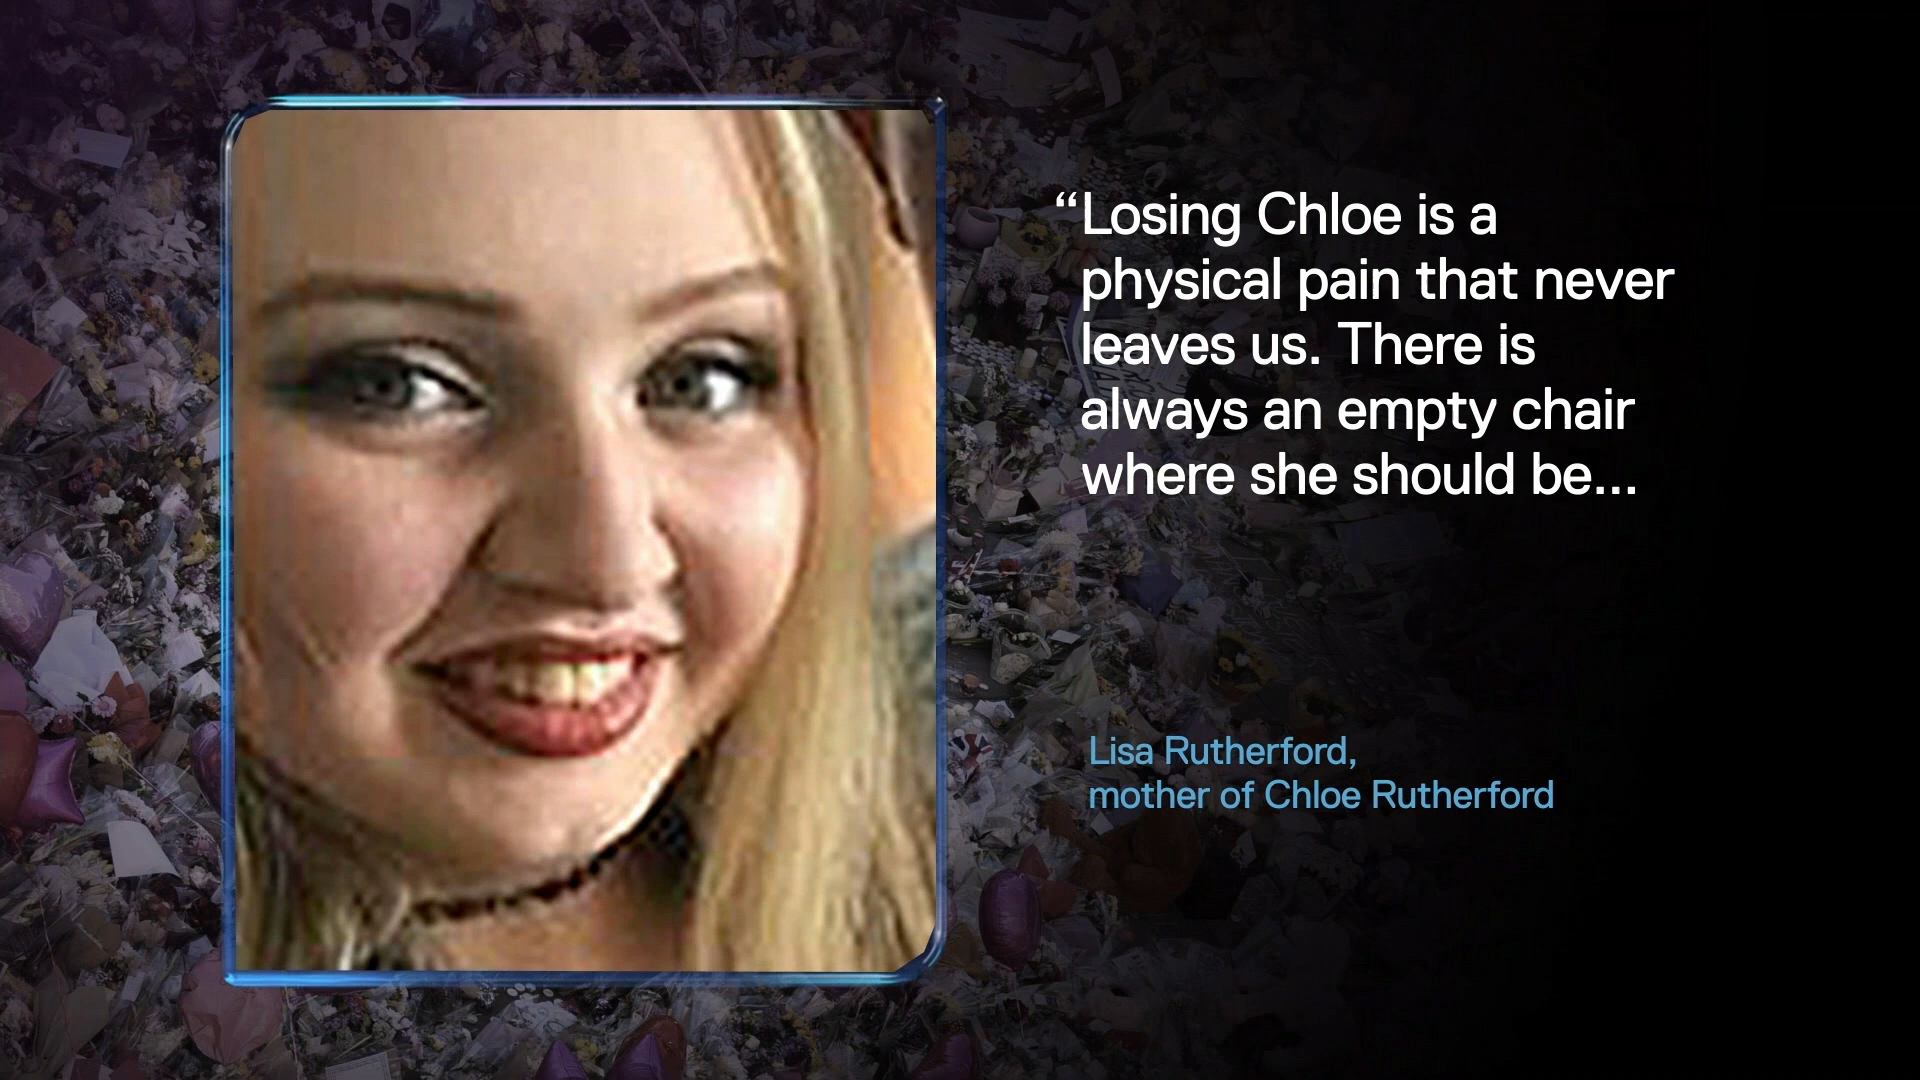 “Losing Chloe is a
physical pain that never
leaves us. There is
always an empty chair
where she should be...
Lisa Rutherford,
mother of Chloe Rutherford